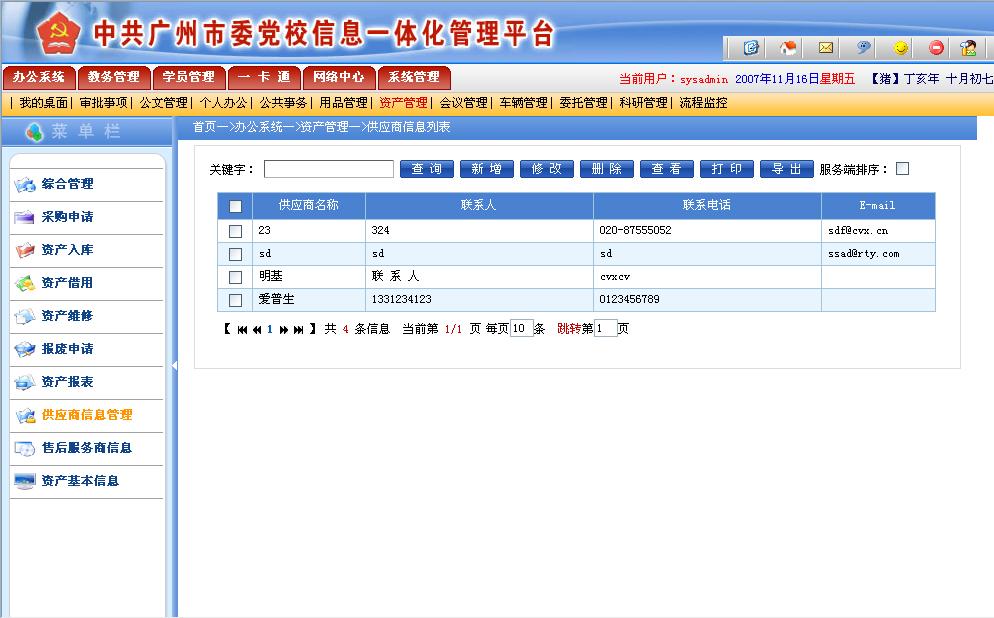 中共广州市委党校信息一体化管理平台
办公系统 教务管理 学员管理 一 卡 通 网络中心 系统管理
当前用户：sysadmin 2007年11月16日星期五 【猪】丁亥年 十月初七
| 我的桌面| 审批事项| 公文管理| 个人办公| 公共事务| 用品管理| 资产管理| 会议管理| 车辆管理| 委托管理| 科研管理| 流程监控
菜 单 栏
首页—>办公系统—>资产管理—>供应商信息列表
综合管理
采购申请
资产入库
资产借用
资产维修
报废申请
资产报表
供应商信息管理
售后服务商信息
资产基本信息
关键字： 查 询 新 增 修 改 删 除 查 看 打 印 导 出 服务端排序：
供应商名称 联系人 联系电话 E-mail
23 324 020-87555052 sdf@cvx.cn
sd sd sd ssad@rty.com
明基 联 系 人 cvxcv
爱普生 1331234123 0123456789
【 1 】 共 4 条信息 当前第 1/1 页 每页10条 跳转第1页